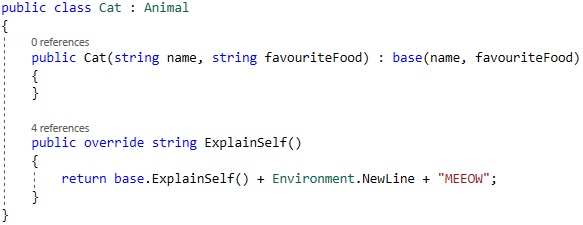 public class Cat : Animal
{
0 references
public Cat(string name, string favouriteFood) : base(name, favouriteFood)
{
}
4 references
public override string ExplainSelf()
{
return base.ExplainSelf() + Environment.NewLine + "MEEOW";
}
}